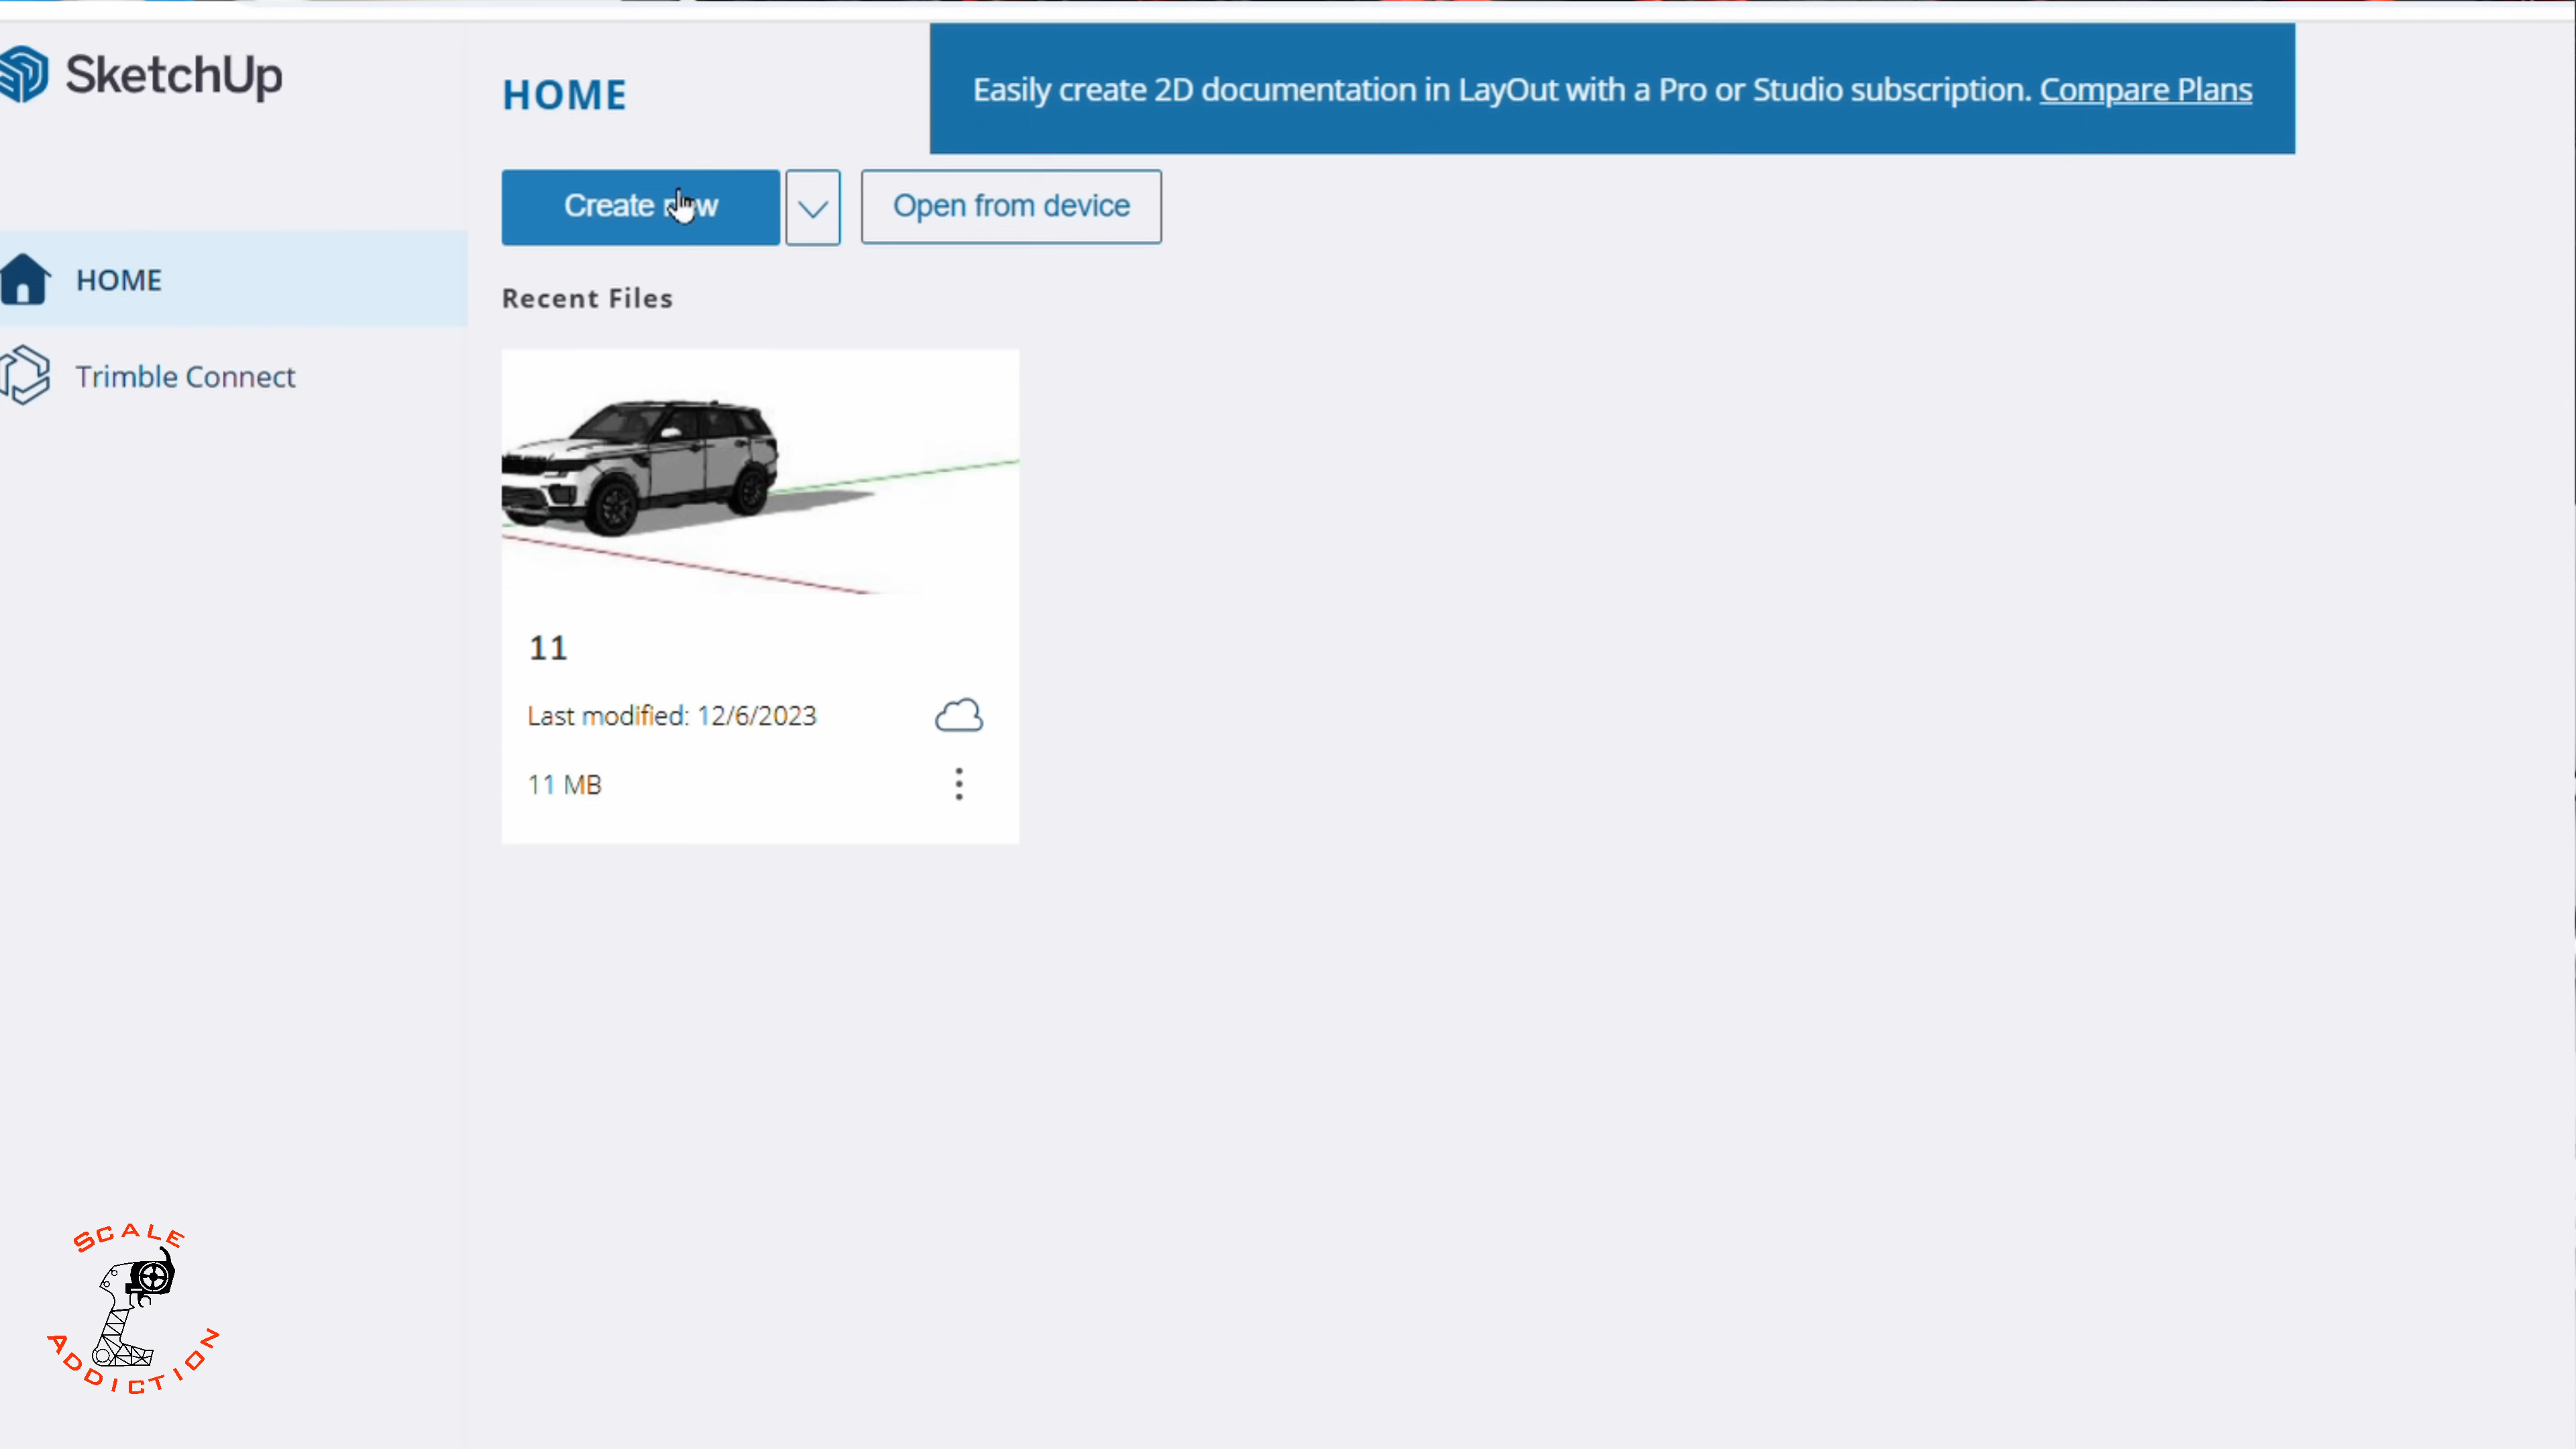 SketchUp
HOME
Easily create 2D documentation in LayOut with a Pro or Studio subscription. Compare Plans
Create new
Open from device
HOME
Trimble Connect
Recent Files
11
Last modified: 12/6/2023
11 MB
SCALE
ADDICTION